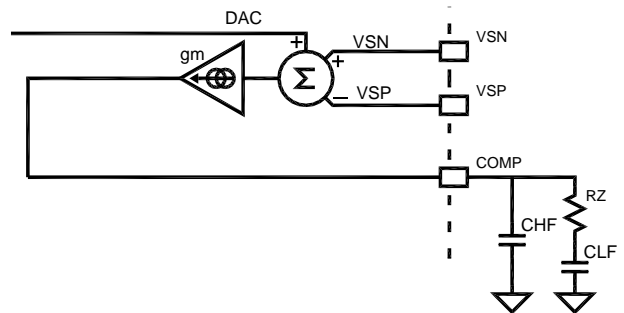 DAC
gm
+
VSN
VSN
+
Σ
− VSP
VSP
COMP
RZ
CHF
CLF